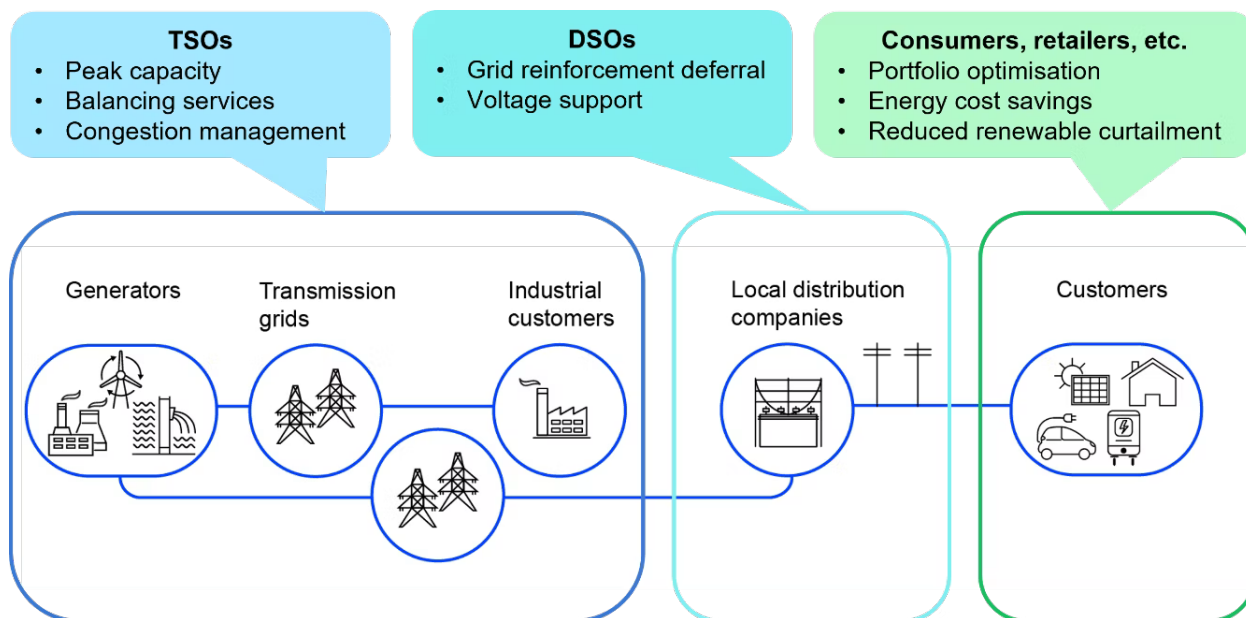 TSOs
• Peak capacity
• Balancing services
• Congestion management
DSOs
• Grid reinforcement deferral
• Voltage support
Consumers, retailers, etc.
• Portfolio optimisation
• Energy cost savings
• Reduced renewable curtailment
Generators
Transmission
grids
Industrial
customers
Local distribution
companies
Customers